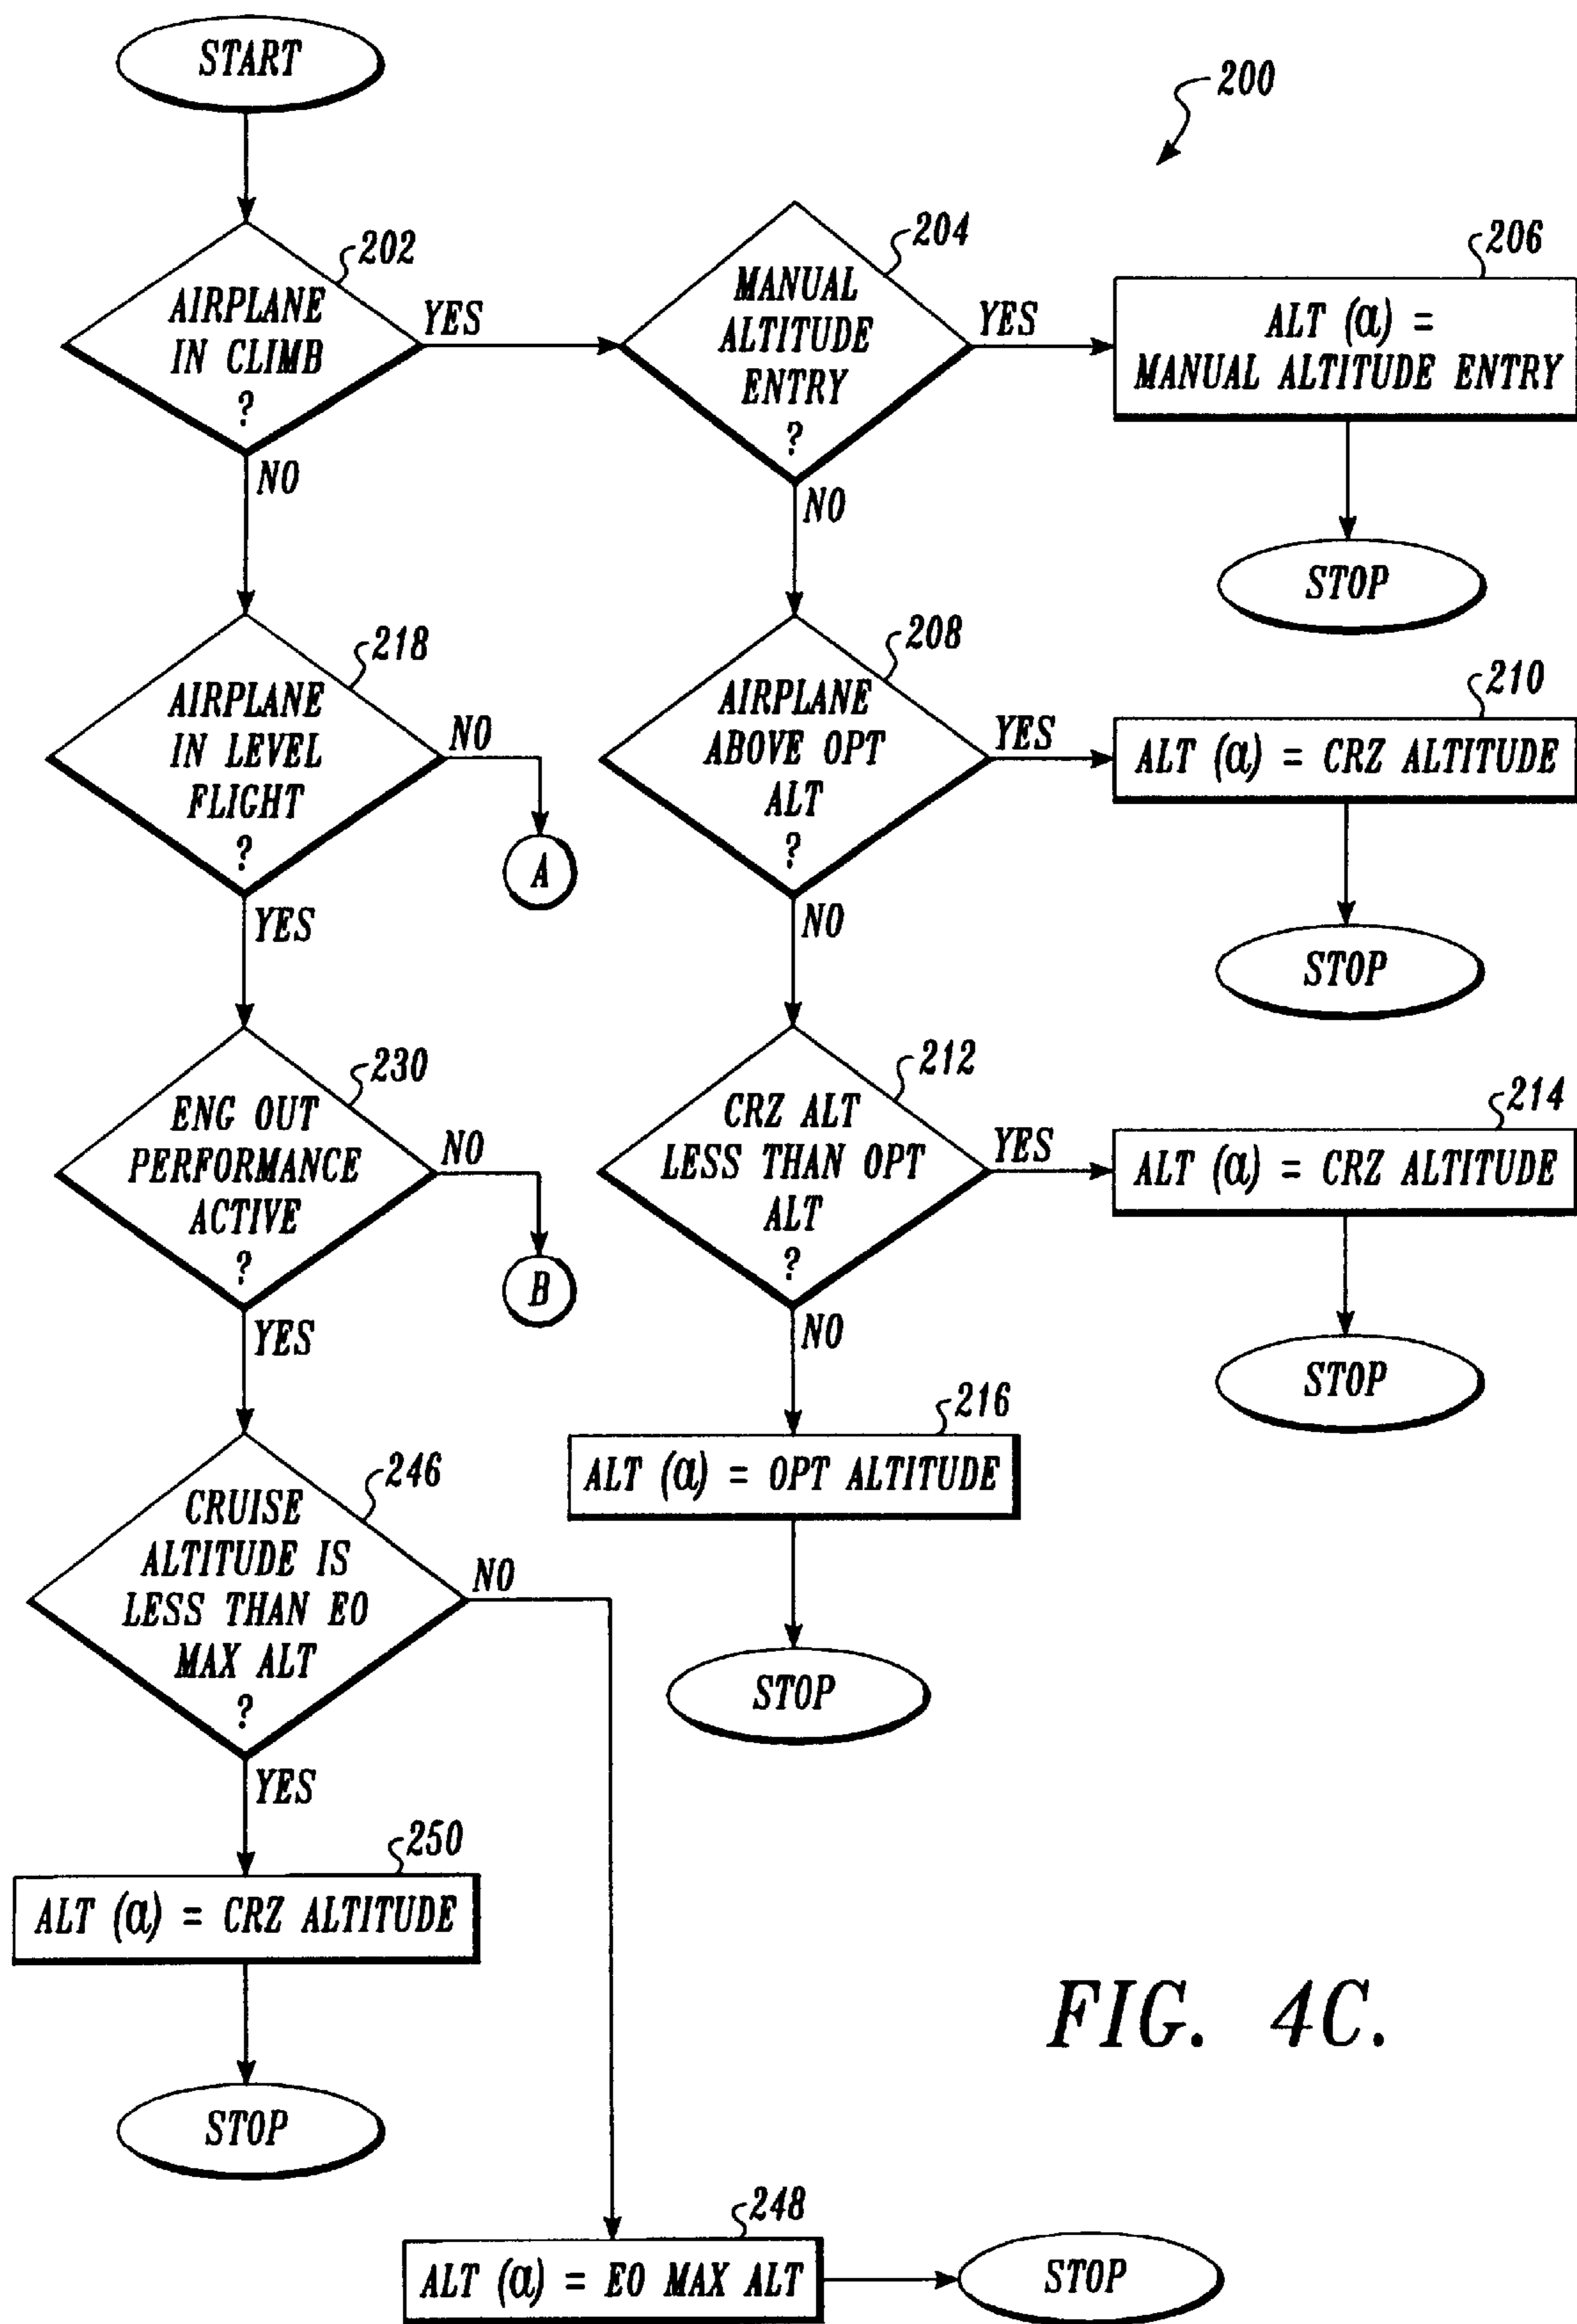 START
200
202
AIRPLANE
IN CLIMB
?
YES
NO
204
MANUAL
ALTITUDE
ENTRY
?
YES
NO
206
ALT (α) =
MANUAL ALTITUDE ENTRY
STOP
218
AIRPLANE
IN LEVEL
FLIGHT
?
NO
A
YES
208
AIRPLANE
ABOVE OPT
ALT
?
YES
NO
210
ALT (α) = CRZ ALTITUDE
STOP
230
ENG OUT
PERFORMANCE
ACTIVE
?
NO
B
YES
212
CRZ ALT
LESS THAN OPT
ALT
?
YES
NO
214
ALT (α) = CRZ ALTITUDE
STOP
216
ALT (α) = OPT ALTITUDE
STOP
246
CRUISE
ALTITUDE IS
LESS THAN EO
MAX ALT
?
NO
YES
250
ALT (α) = CRZ ALTITUDE
STOP
248
ALT (α) = EO MAX ALT
STOP
FIG. 4C.